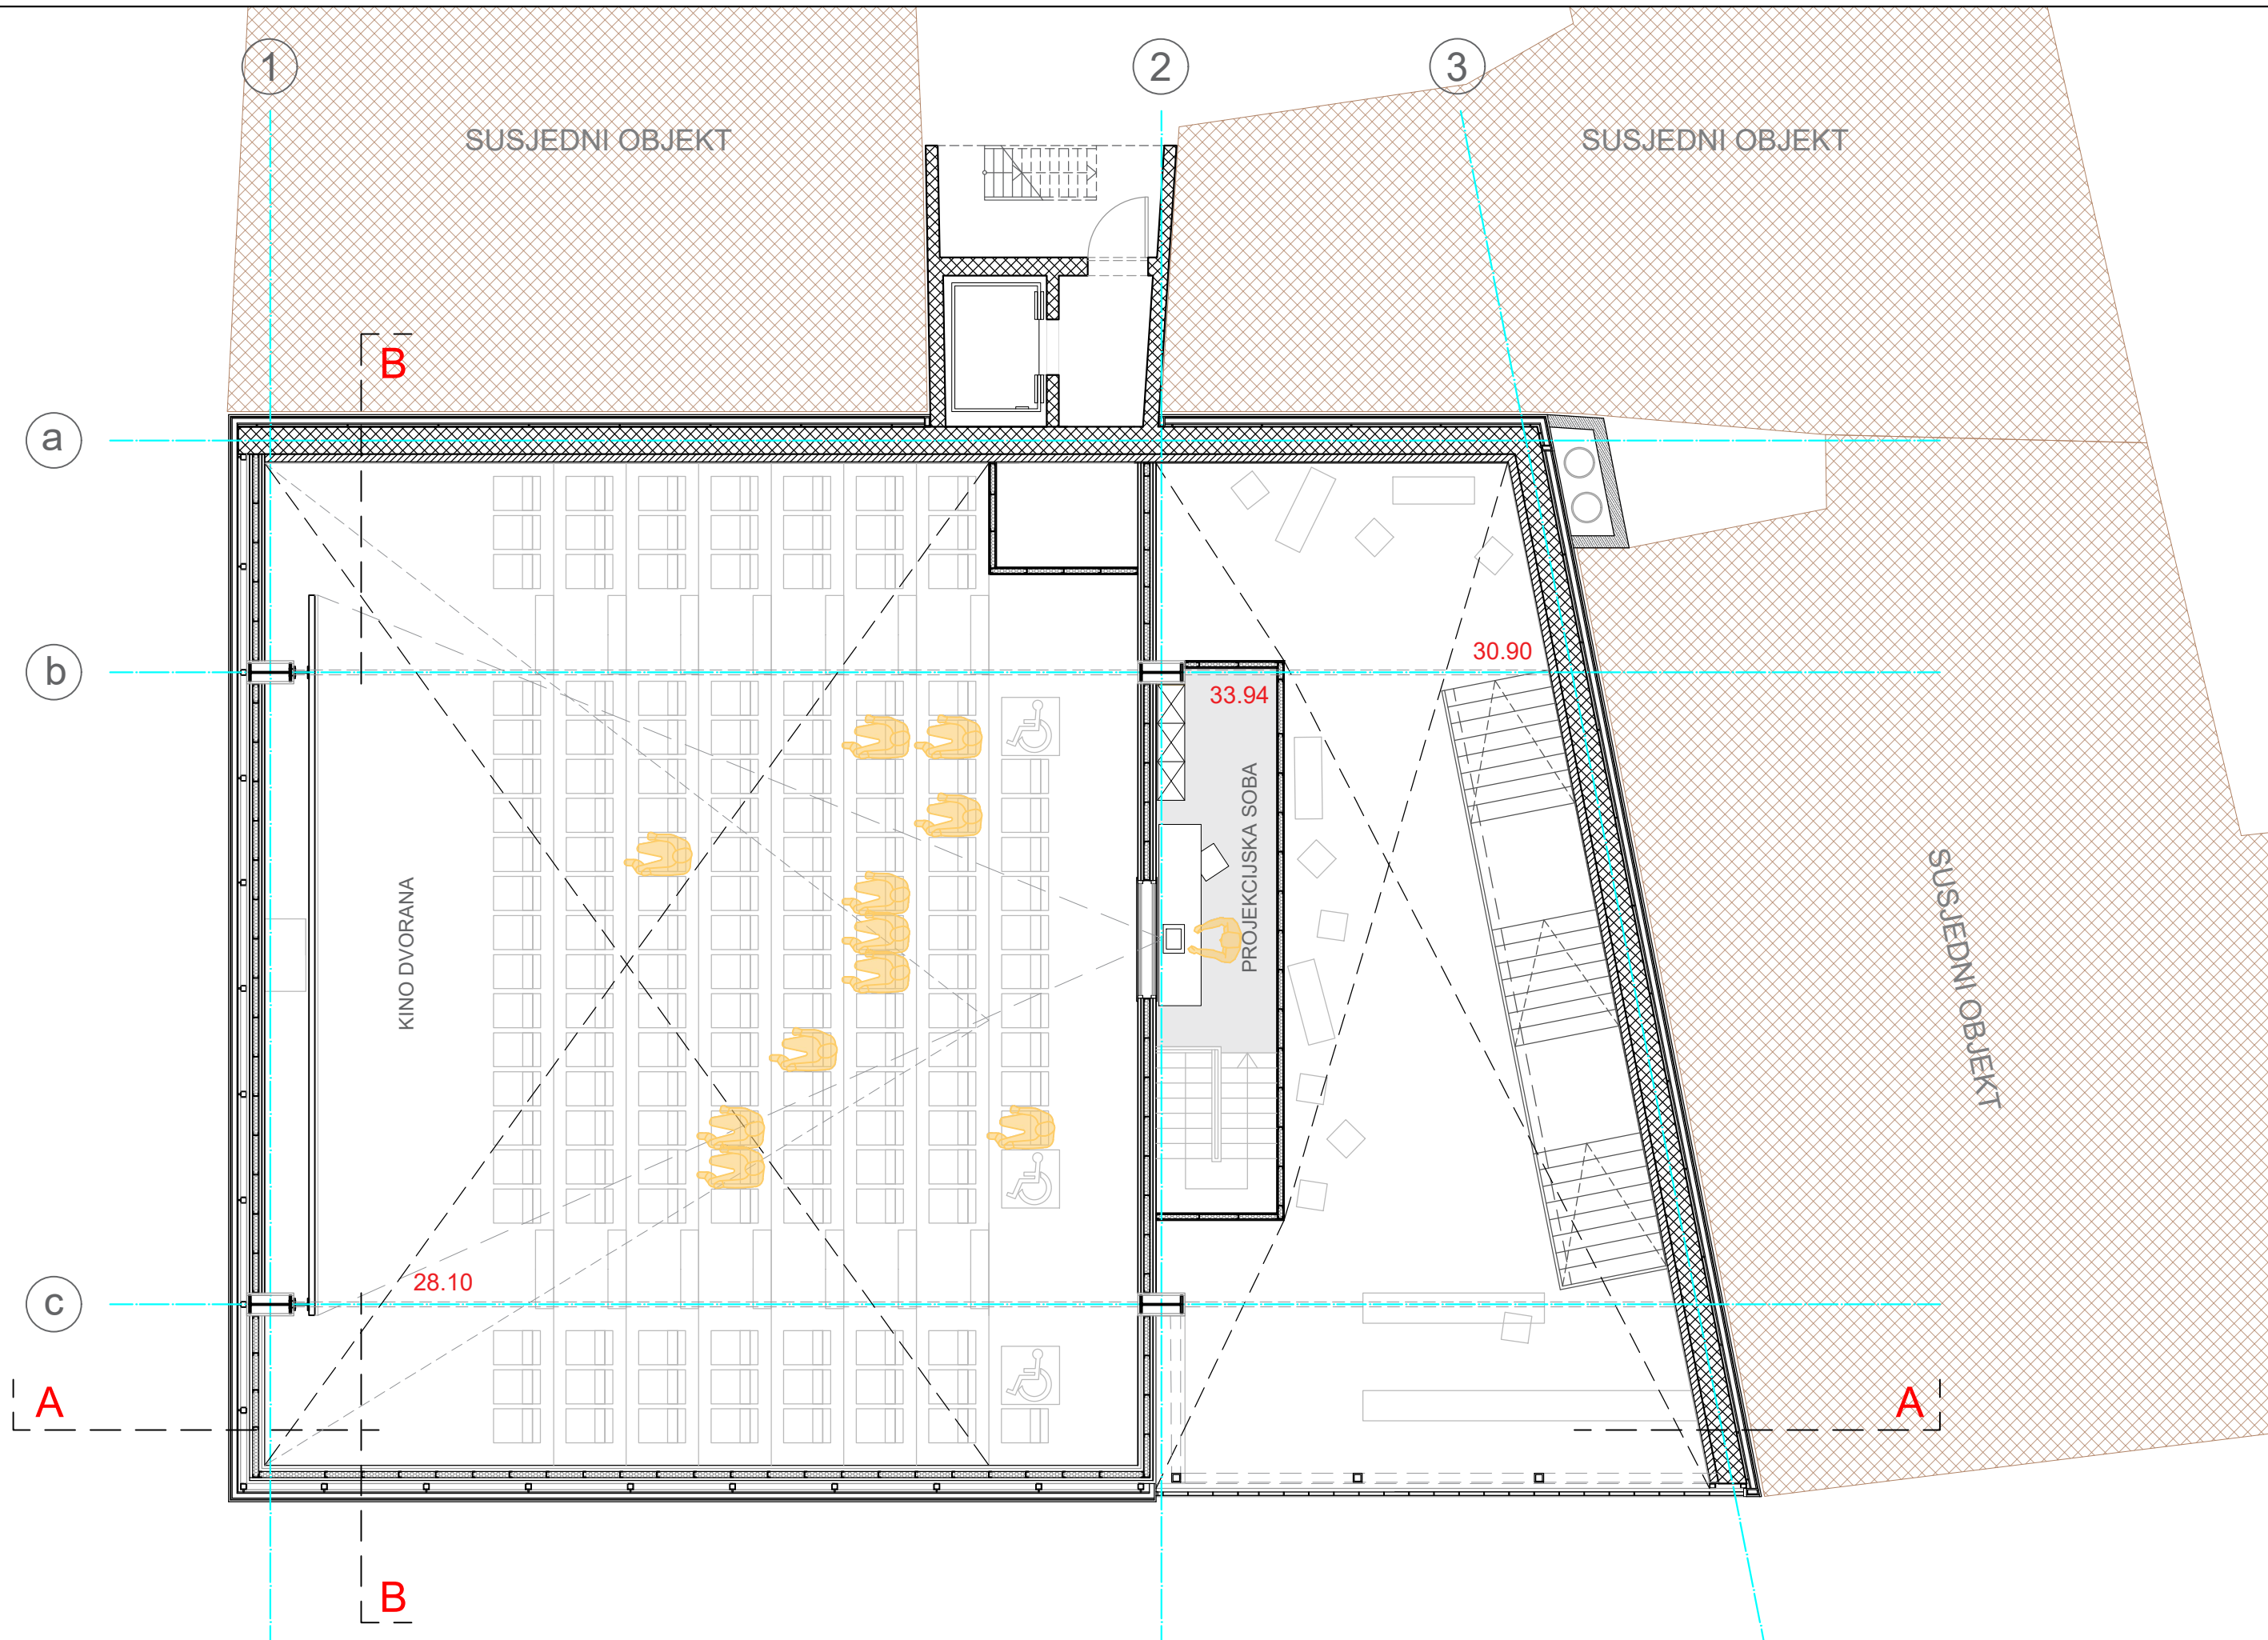 1
2
3
SUSJEDNI OBJEKT
SUSJEDNI OBJEKT
B
a
b
30.90
33.94
PROJEKCIJSKA SOBA
KINO DVORANA
SUSJEDNI OBJEKT
28.10
c
A
A
B